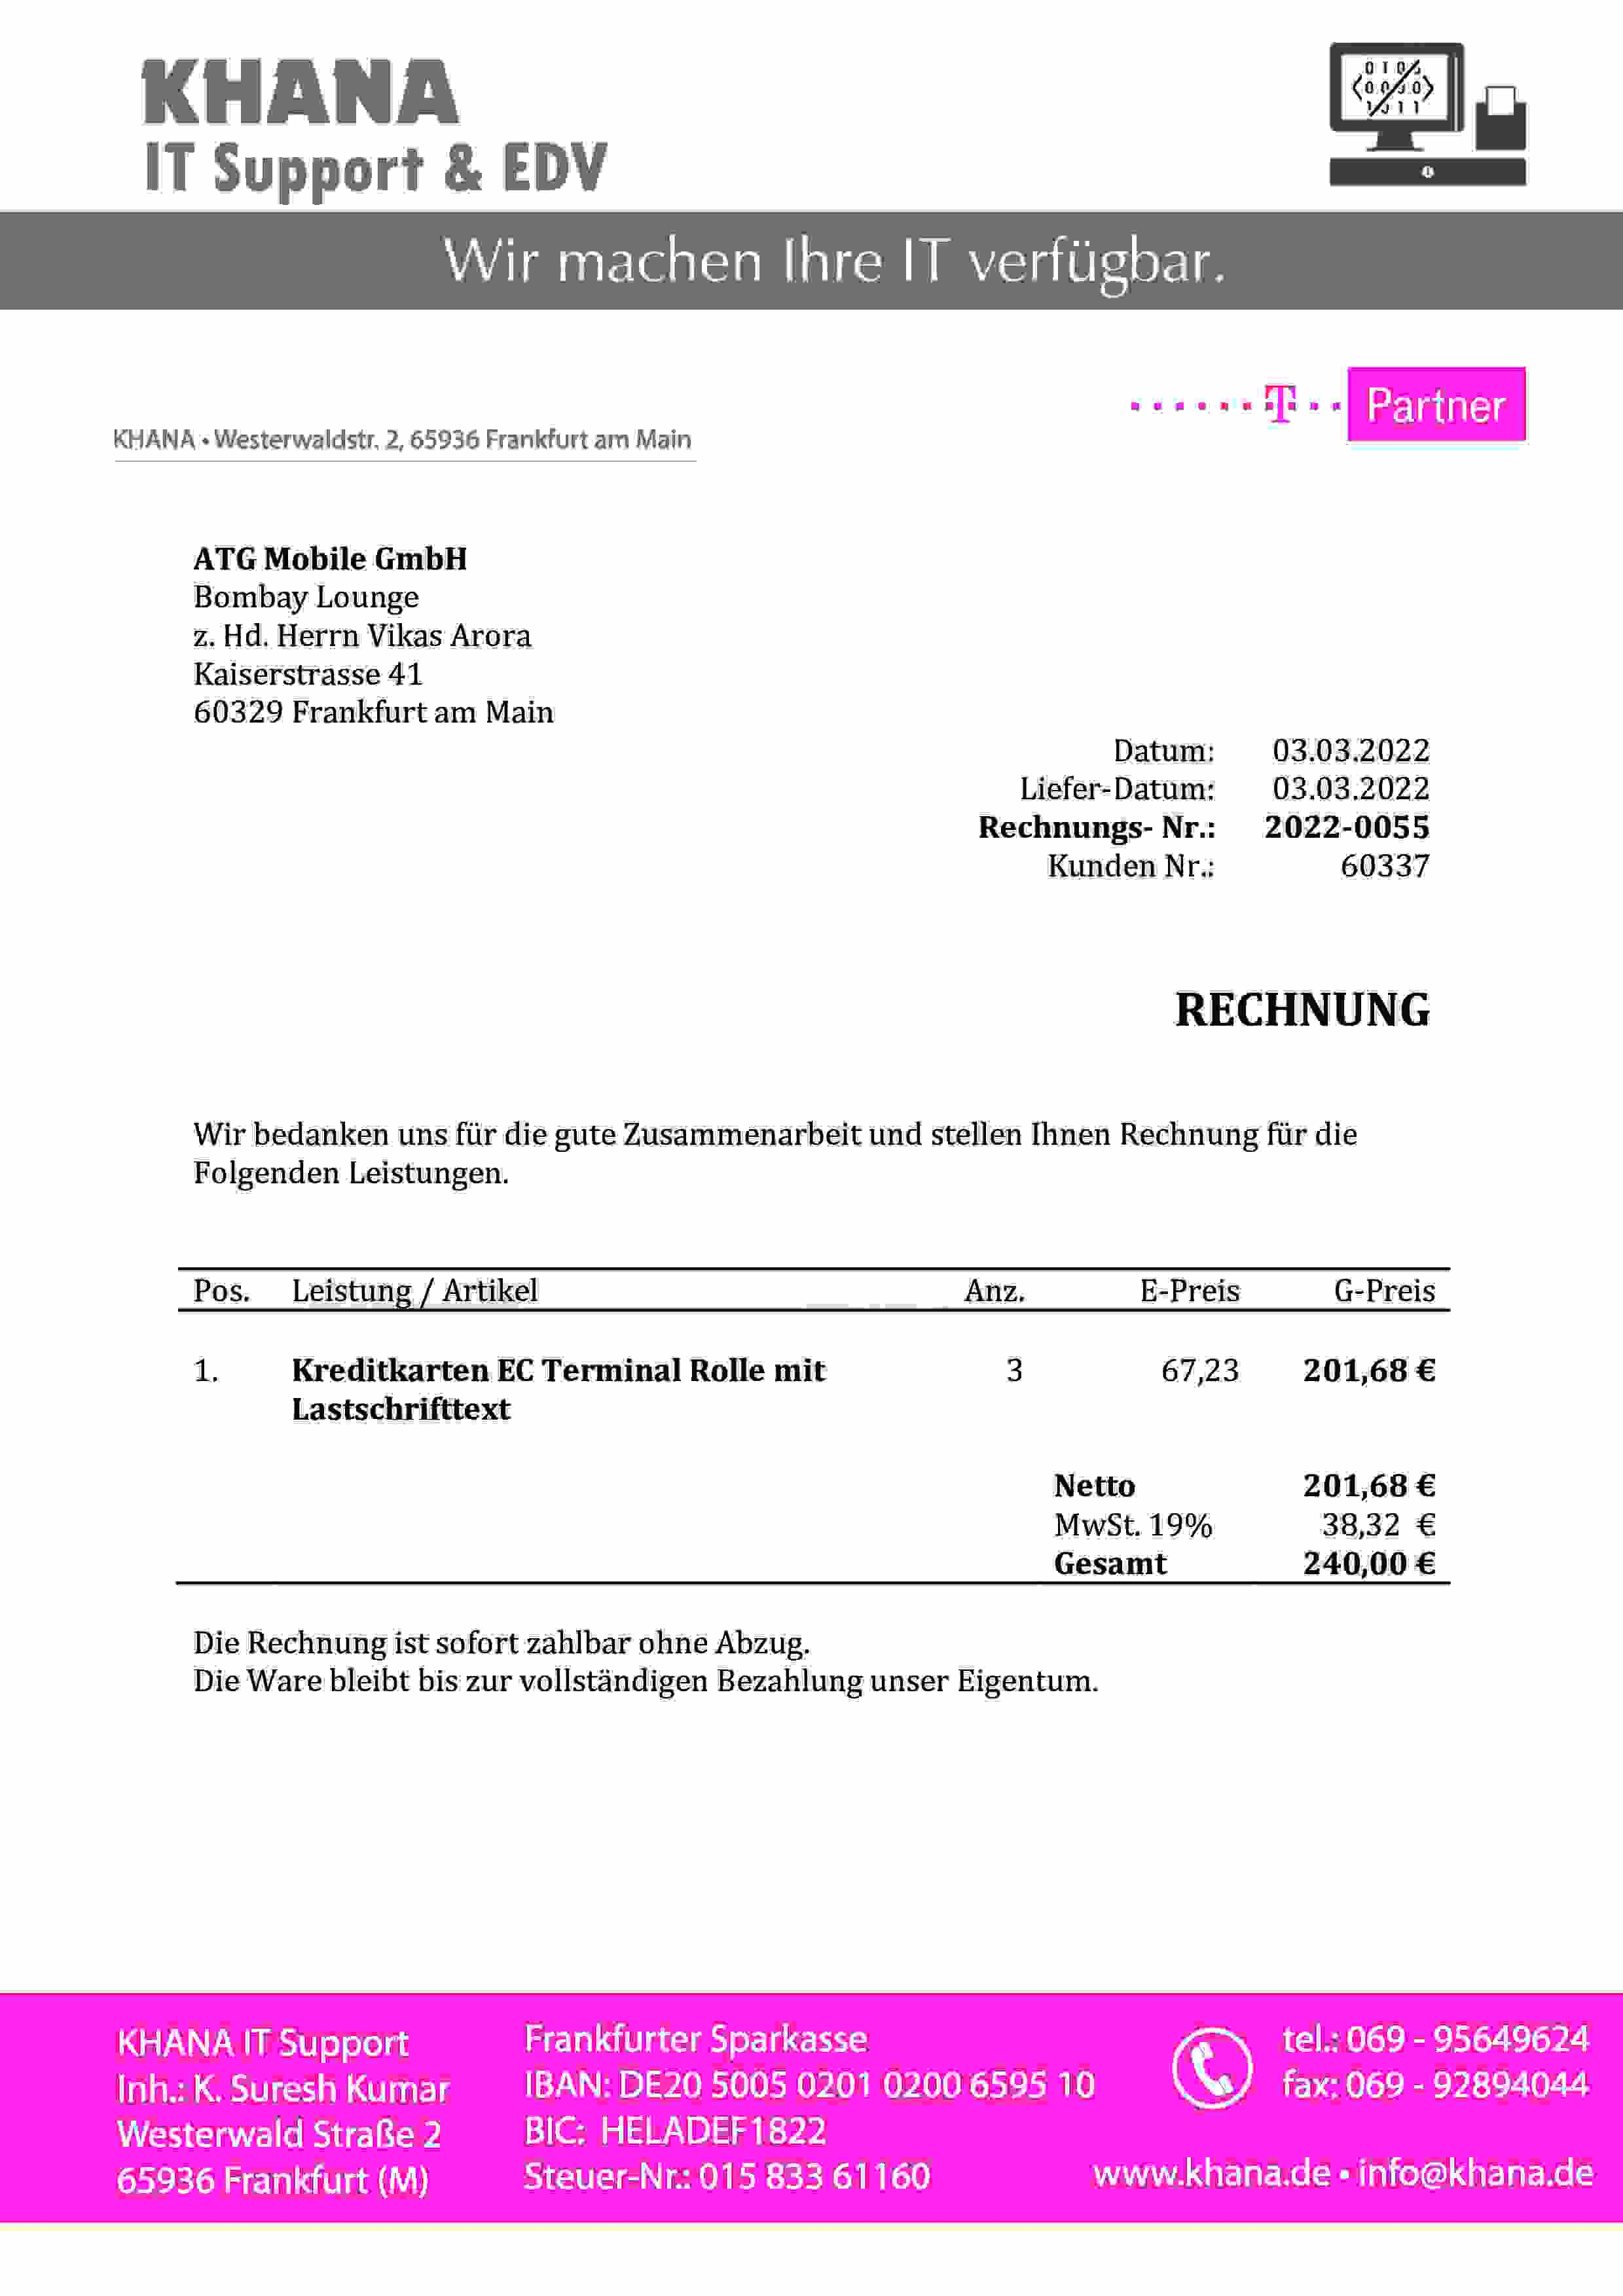 KHANA
IT Support & EDV
Wir machen Ihre IT verfügbar.
T Partner
KHANA • Westerwaldstr. 2, 65936 Frankfurt am Main
ATG Mobile GmbH
Bombay Lounge
z. Hd. Herrn Vikas Arora
Kaiserstrasse 41
60329 Frankfurt am Main
Datum: 03.03.2022
Liefer-Datum: 03.03.2022
Rechnungs- Nr.: 2022-0055
Kunden Nr.: 60337
RECHNUNG
Wir bedanken uns für die gute Zusammenarbeit und stellen Ihnen Rechnung für die
Folgenden Leistungen.
Pos. Leistung / Artikel Anz. E-Preis G-Preis
1. Kreditkarten EC Terminal Rolle mit 3 67,23 201,68 €
Lastschrifttext
Netto 201,68 €
MwSt. 19% 38,32 €
Gesamt 240,00 €
Die Rechnung ist sofort zahlbar ohne Abzug.
Die Ware bleibt bis zur vollständigen Bezahlung unser Eigentum.
KHANA IT Support
Inh.: K. Suresh Kumar
Westerwald Straße 2
65936 Frankfurt (M)
Frankfurter Sparkasse
IBAN: DE20 5005 0201 0200 6595 10
BIC: HELADEF1822
Steuer-Nr.: 015 833 61160
tel.: 069 - 95649624
fax: 069 - 92894044
www.khana.de • info@khana.de